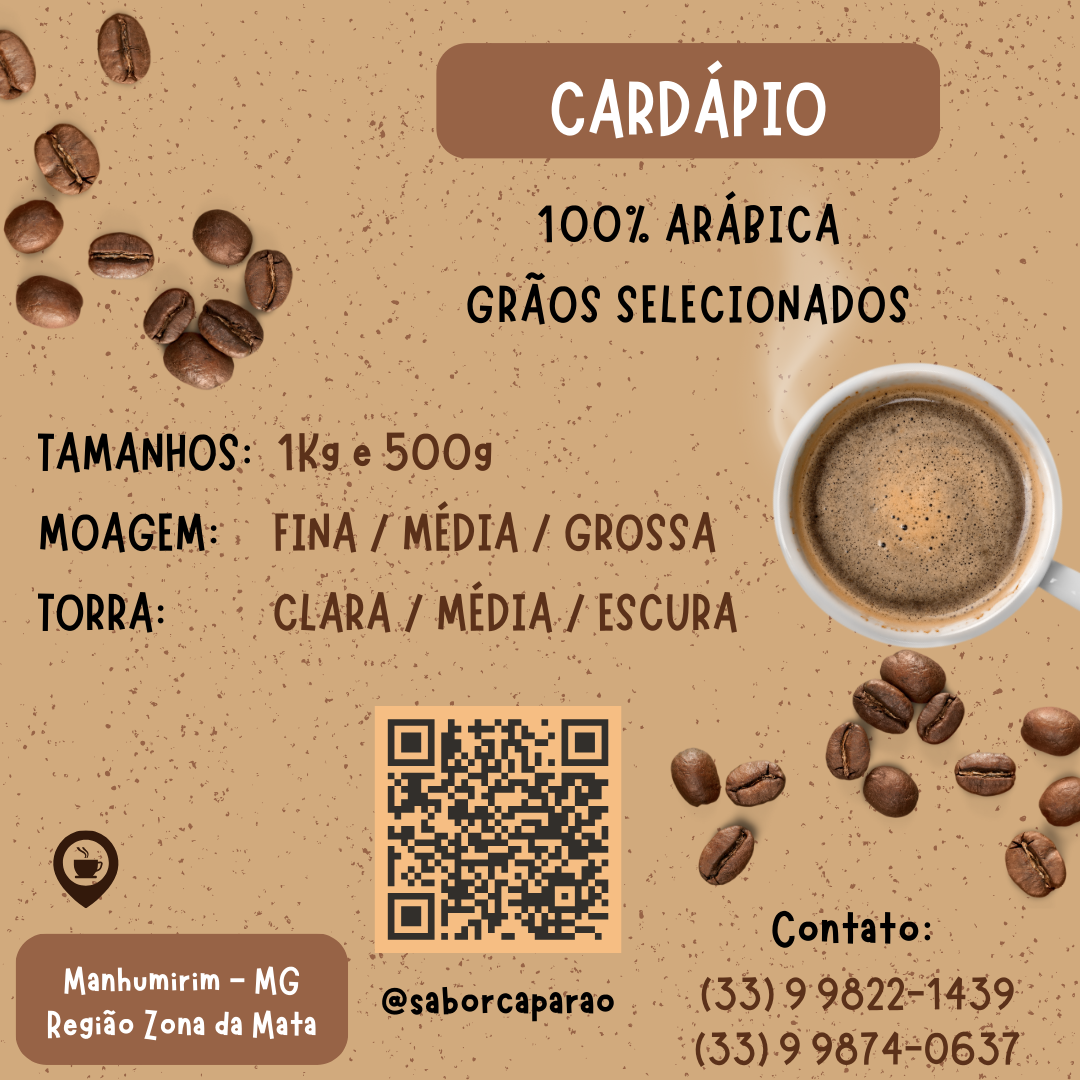 CARDÁPIO
100% ARÁBICA
GRÃOS SELECIONADOS
TAMANHOS: 1Kg e 500g
MOAGEM: FINA / MÉDIA / GROSSA
TORRA: CLARA / MÉDIA / ESCURA
Manhumirim - MG
Região Zona da Mata
@saborcaparao
Contato:
(33) 9 9822-1439
(33) 9 9874-0637